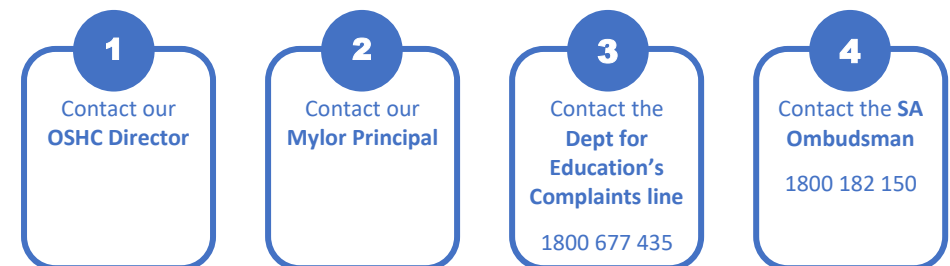 1
Contact our
OSHC Director
2
Contact our
Mylor Principal
3
Contact the
Dept for
Education's
Complaints line
1800 677 435
4
Contact the SA
Ombudsman
1800 182 150